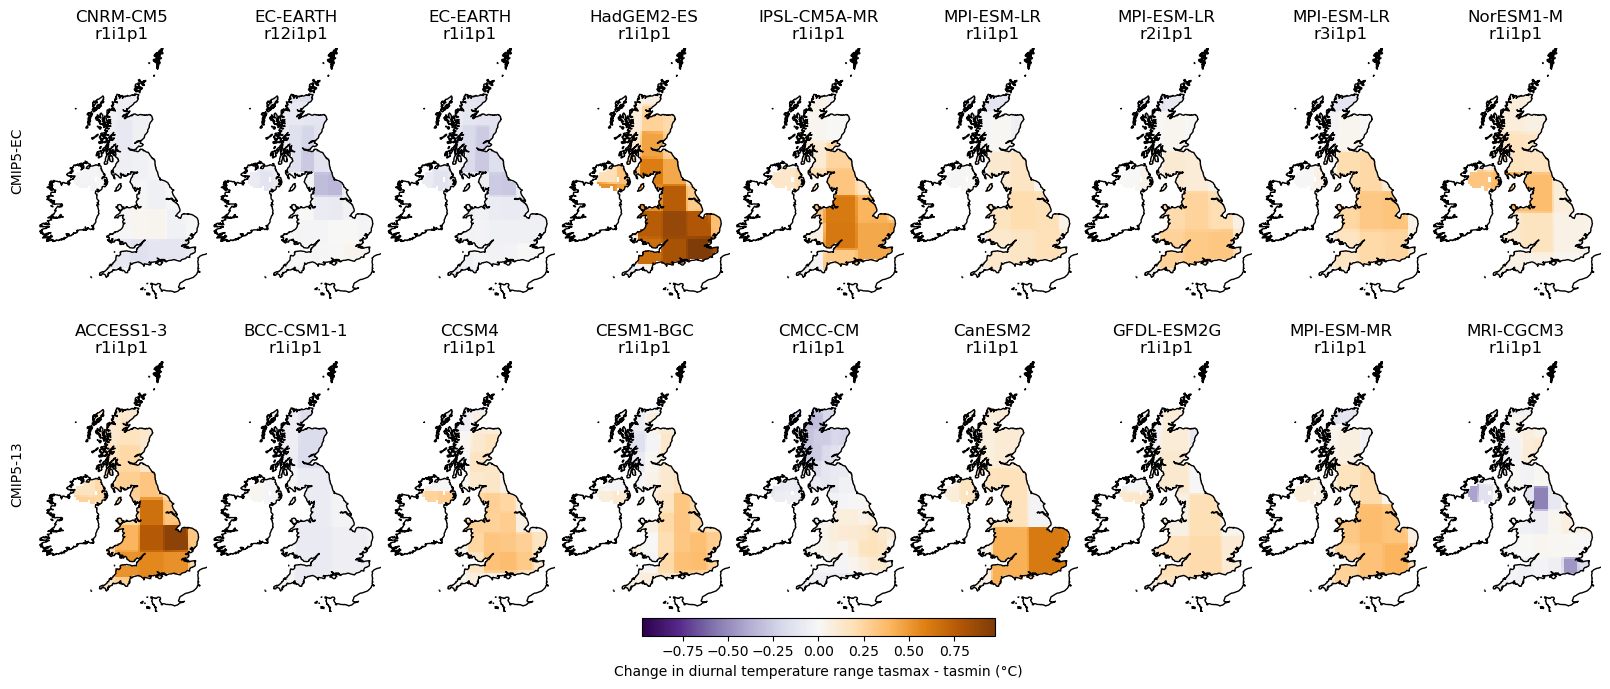 CNRM-CM5 EC-EARTH EC-EARTH HadGEM2-ES IPSL-CM5A-MR MPI-ESM-LR MPI-ESM-LR MPI-ESM-LR NorESM1-M
r1i1p1 r12i1p1 r1i1p1 r1i1p1 r1i1p1 r1i1p1 r2i1p1 r3i1p1 r1i1p1
CMIP5-EC
ACCESS1-3 BCC-CSM1-1 CCSM4 CESM1-BGC CMCC-CM CanESM2 GFDL-ESM2G MPI-ESM-MR MRI-CGCM3
r1i1p1 r1i1p1 r1i1p1 r1i1p1 r1i1p1 r1i1p1 r1i1p1 r1i1p1 r1i1p1
CMIP5-13
−0.75 −0.50 −0.25 0.00 0.25 0.50 0.75
Change in diurnal temperature range tasmax - tasmin (°C)